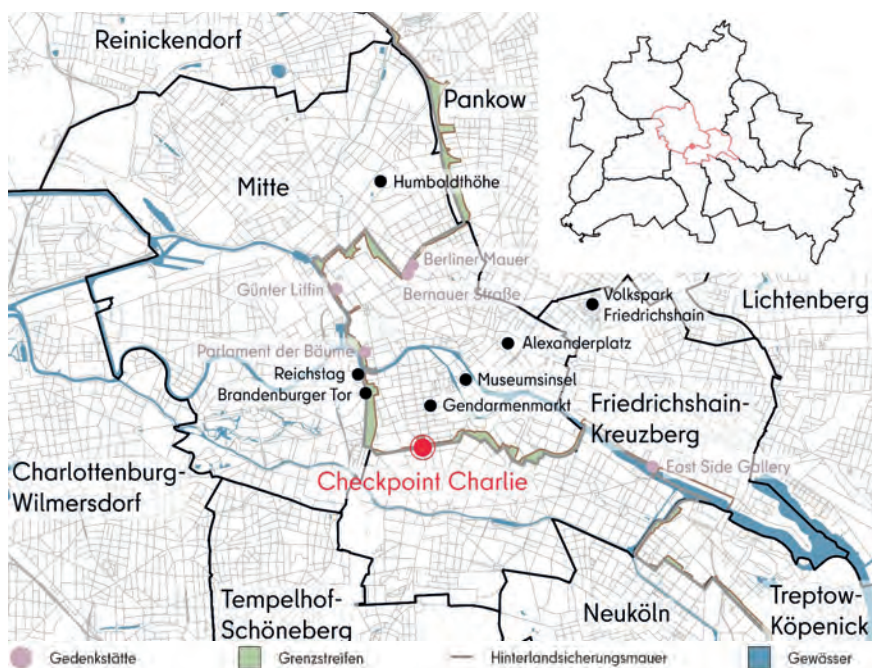 Reinickendorf
Pankow
Mitte
Humboldthöhe
Berliner Mauer
Bernauer Straße
Günter Litfin
Volkspark
Friedrichshain
Lichtenberg
Alexanderplatz
Parlament der Bäume
Reichstag
Museumsinsel
Brandenburger Tor
Gendarmenmarkt
Friedrichshain-
Kreuzberg
Charlottenburg-
Wilmersdorf
East Side Gallery
Checkpoint Charlie
Tempelhof-
Schöneberg
Neuköln
Treptow-
Köpenick
Gedenkstätte
Grenzstreifen
Hinterlandsicherungsmauer
Gewässer